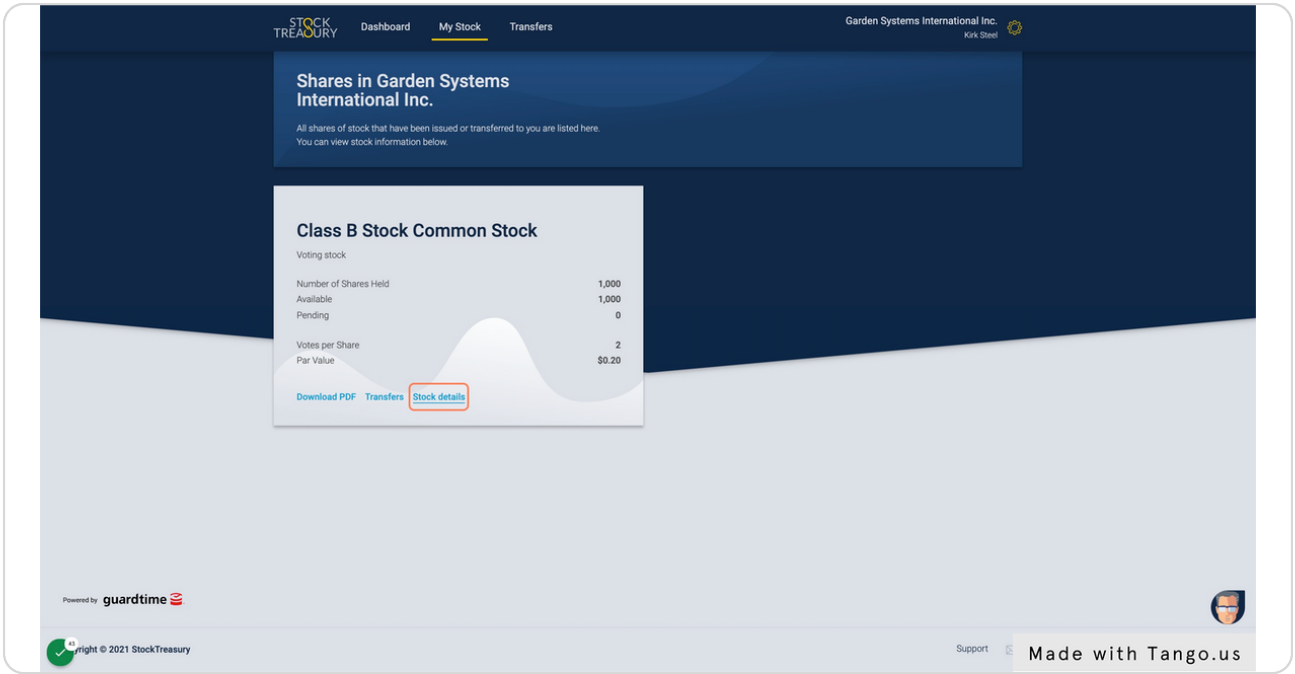 STOCK
TREASURY
Dashboard
My Stock
Transfers
Garden Systems International Inc.
Kirk Steel
Shares in Garden Systems
International Inc.
All shares of stock that have been issued or transferred to you are listed here.
You can view stock information below.
Class B Stock Common Stock
Voting stock
Number of Shares Held 1,000
Available 1,000
Pending 0
Votes per Share 2
Par Value $0.20
Download PDF Transfers Stock details
Powered by guardtime
43
yright © 2021 StockTreasury
Support
Made with Tango.us